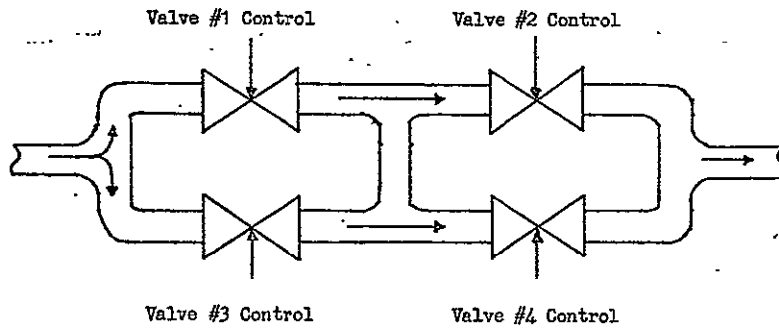 Valve #1 Control
Valve #2 Control
Valve #3 Control
Valve #4 Control